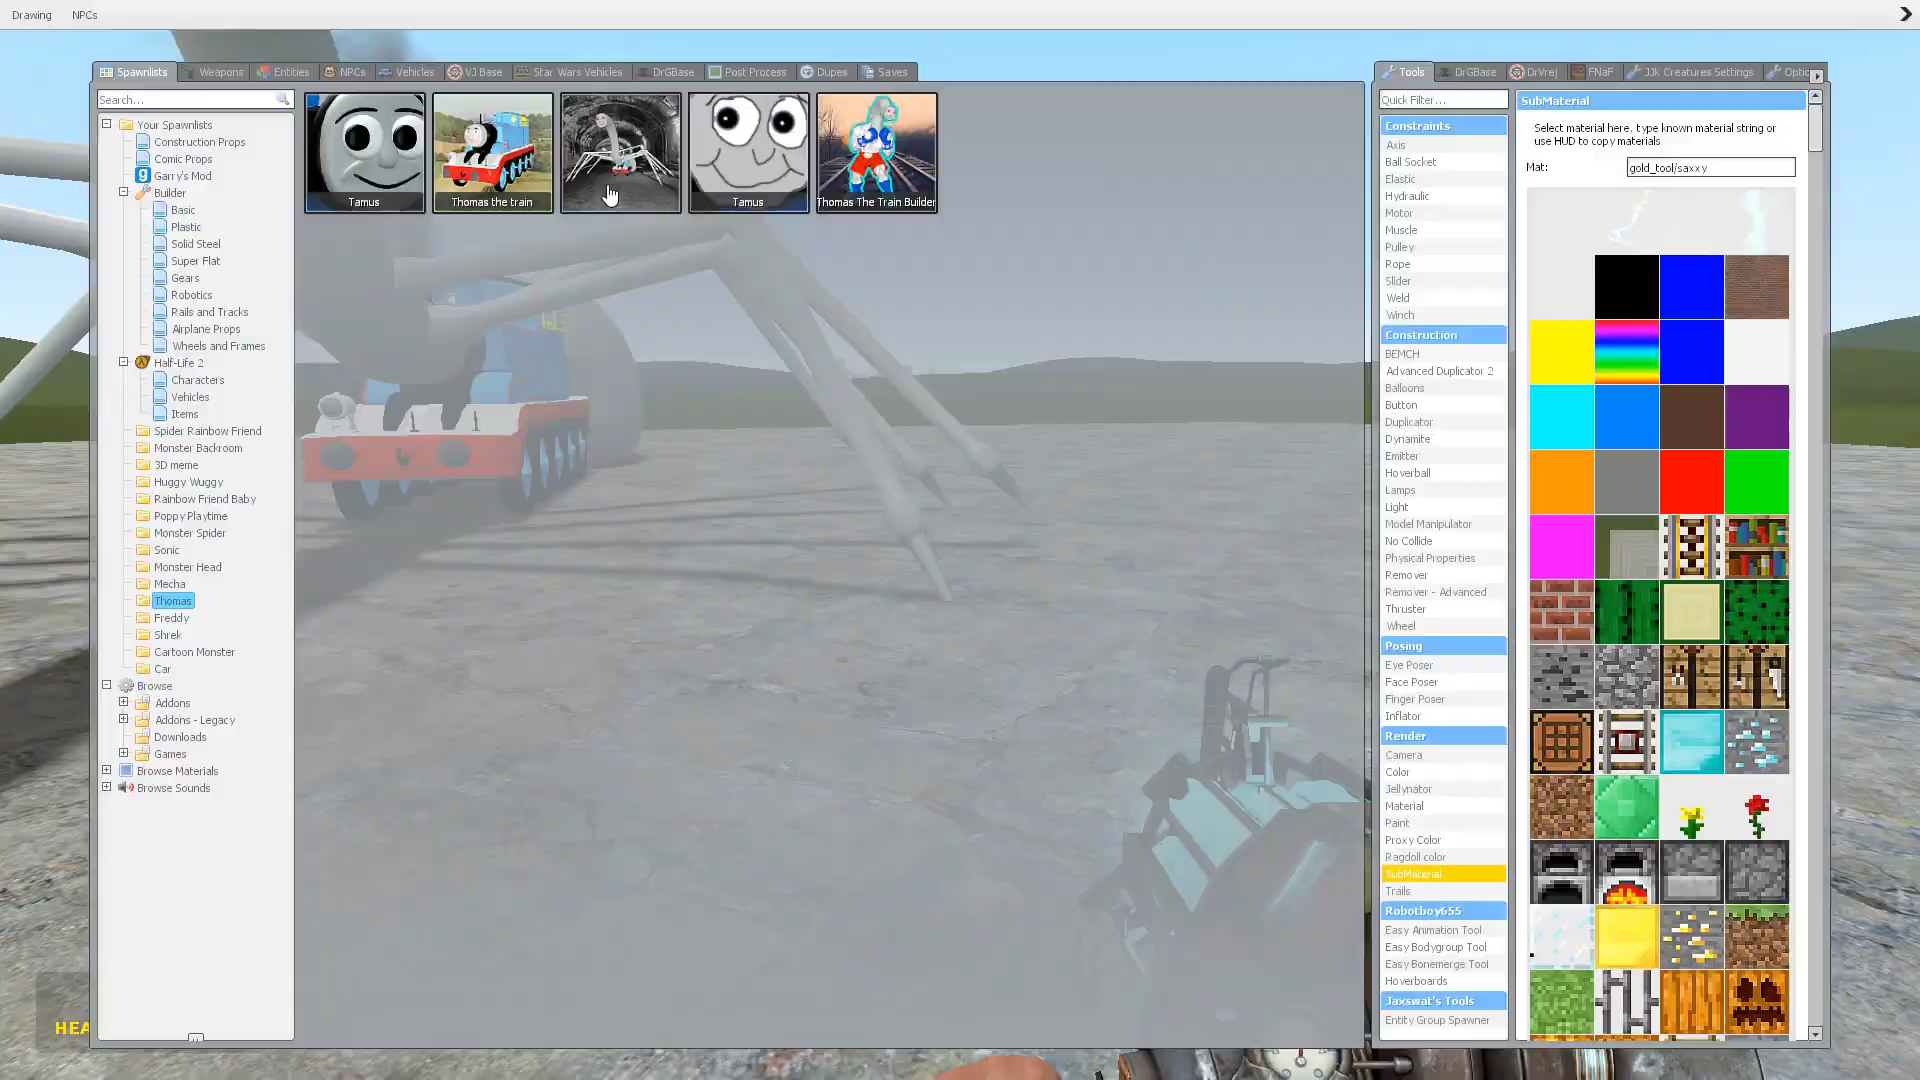 Drawing NPCs
Spawnlists Weapons Entities NPCs Vehicles VJ Base Star Wars Vehicles DrGBase Post Process Dupes Saves
Search...
Your Spawnlists
Construction Props
Comic Props
Garry's Mod
Builder
Basic
Plastic
Solid Steel
Super Flat
Gears
Robotics
Rails and Tracks
Airplane Props
Wheels and Frames
Half-Life 2
Characters
Vehicles
Items
Spider Rainbow Friend
Monster Backroom
3D meme
Huggy Wuggy
Rainbow Friend Baby
Poppy Playtime
Monster Spider
Sonic
Monster Head
Mecha
Thomas
Freddy
Shrek
Cartoon Monster
Car
Browse
Addons
Addons - Legacy
Downloads
Games
Browse Materials
Browse Sounds
HEA
Tamus
Thomas the train
Tamus
Thomas The Train Builder
Tools DrGBase DrVrej FNaF JJK Creatures Settings Optio
Quick Filter...
Constraints
Axis
Ball Socket
Elastic
Hydraulic
Motor
Muscle
Pulley
Rope
Slider
Weld
Winch
Construction
BEMCH
Advanced Duplicator 2
Balloons
Button
Duplicator
Dynamite
Emitter
Hoverball
Lamps
Light
Model Manipulator
No Collide
Physical Properties
Remover
Remover - Advanced
Thruster
Wheel
Posing
Eye Poser
Face Poser
Finger Poser
Inflator
Render
Camera
Color
Jellynator
Material
Paint
Proxy Color
Ragdoll color
SubMaterial
Trails
Robotboy655
Easy Animation Tool
Easy Bodygroup Tool
Easy Bonemerge Tool
Hoverboards
Jaxswat's Tools
Entity Group Spawner
SubMaterial
Select material here, type known material string or
use HUD to copy materials
Mat: gold_tool/saxxy